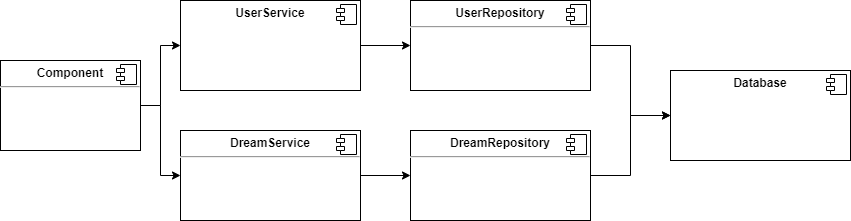 UserService
UserRepository
Component
Database
DreamService
DreamRepository